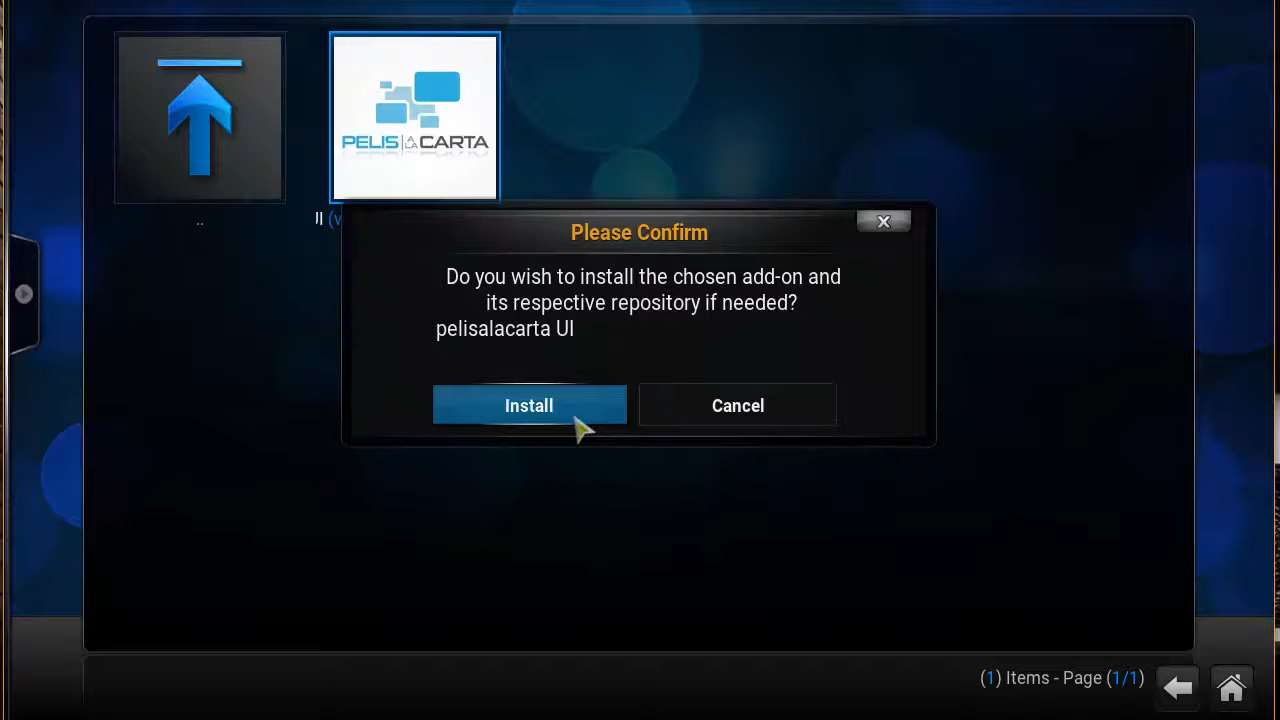 PELIS A LA CARTA
..
Please Confirm
Do you wish to install the chosen add-on and
its respective repository if needed?
pelisalacarta UI
Install
Cancel
(1) Items - Page (1/1)